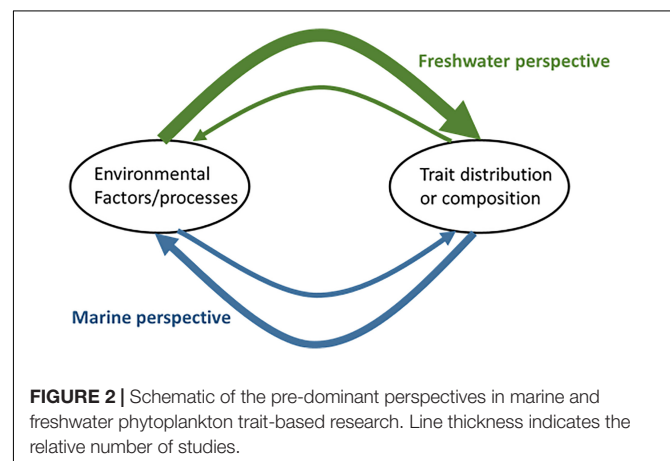 Freshwater perspective
Environmental
Factors/processes
Trait distribution
or composition
Marine perspective
FIGURE 2 | Schematic of the pre-dominant perspectives in marine and
freshwater phytoplankton trait-based research. Line thickness indicates the
relative number of studies.